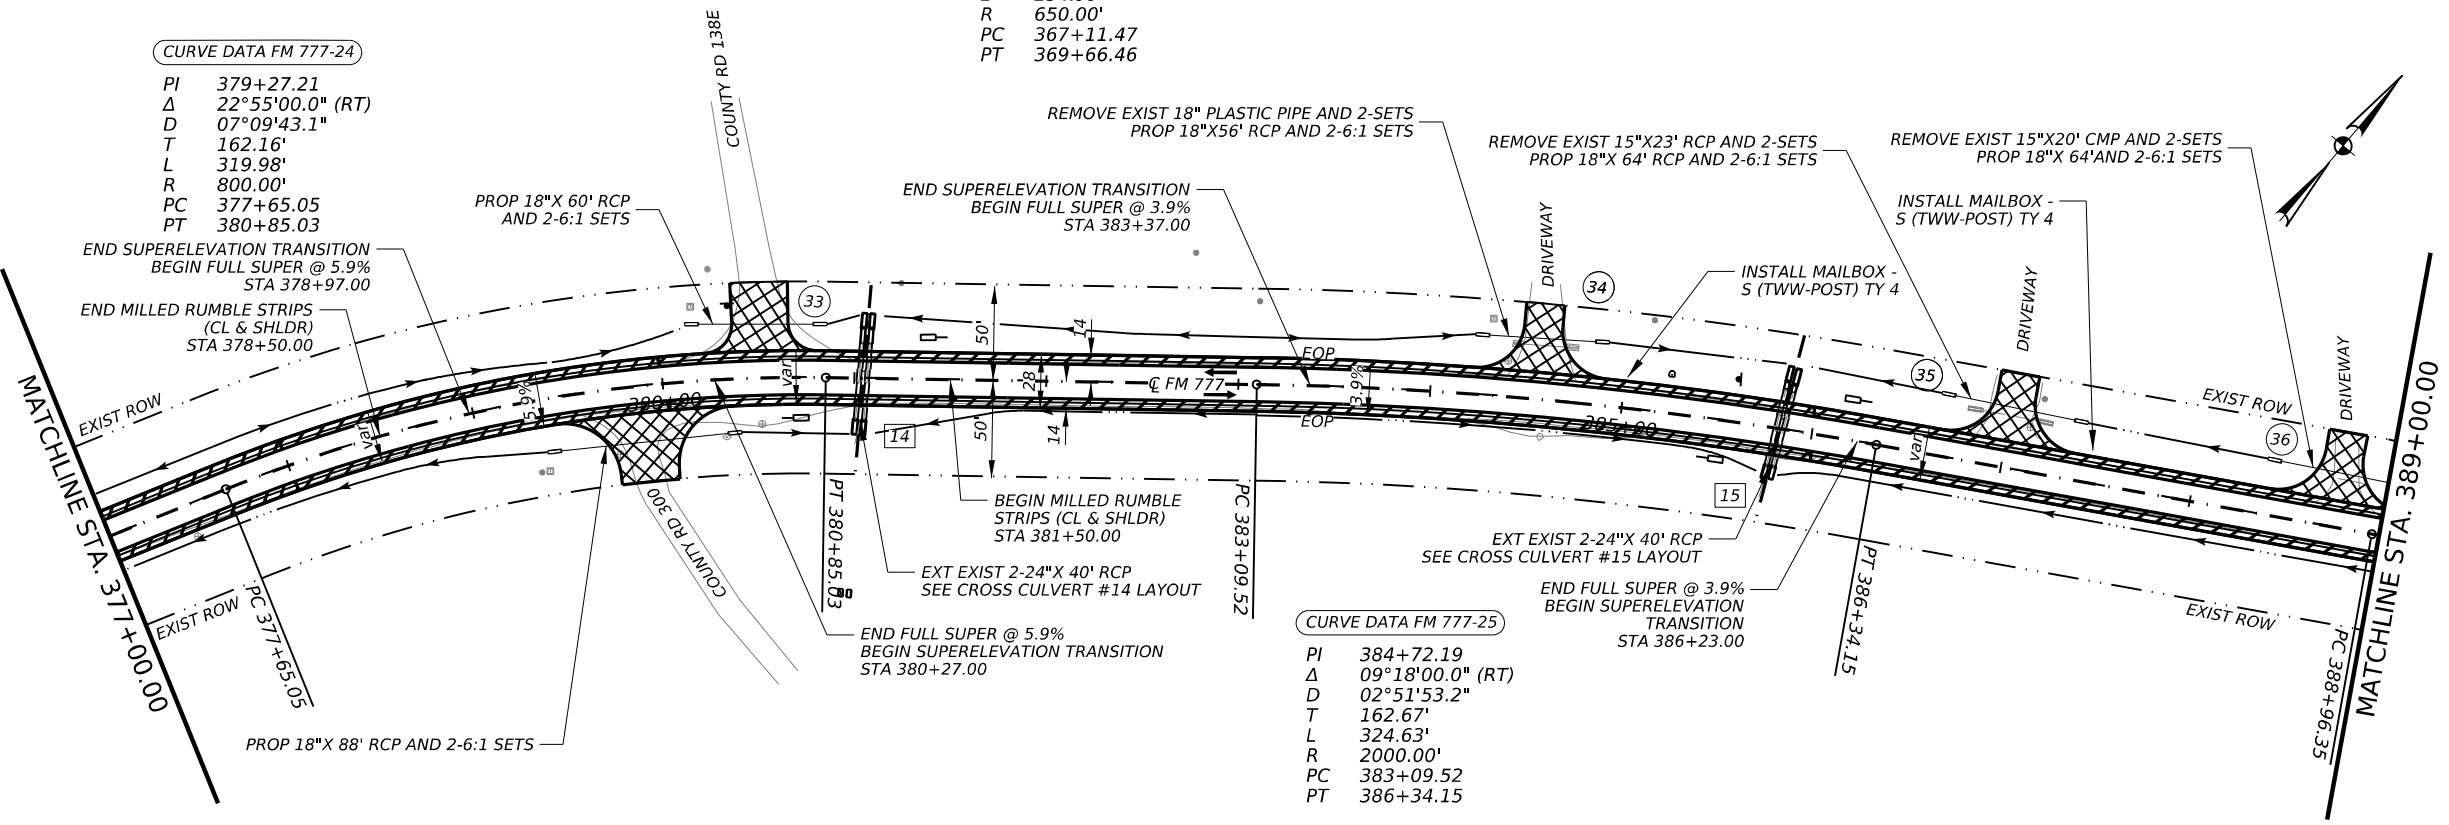 R 650.00'
PC 367+11.47
PT 369+66.46
CURVE DATA FM 777-24
PI 379+27.21
Δ 22°55'00.0" (RT)
D 07°09'43.1"
T 162.16'
L 319.98'
R 800.00'
PC 377+65.05
PT 380+85.03
COUNTY RD 138E
END SUPERELEVATION TRANSITION
BEGIN FULL SUPER @ 5.9%
STA 378+97.00
END MILLED RUMBLE STRIPS
(CL & SHLDR)
STA 378+50.00
PROP 18"X 60' RCP
AND 2-6:1 SETS
END SUPERELEVATION TRANSITION
BEGIN FULL SUPER @ 3.9%
STA 383+37.00
REMOVE EXIST 18" PLASTIC PIPE AND 2-SETS
PROP 18"X56' RCP AND 2-6:1 SETS
REMOVE EXIST 15"X23' RCP AND 2-SETS
PROP 18"X 64' RCP AND 2-6:1 SETS
REMOVE EXIST 15"X20' CMP AND 2-SETS
PROP 18"X 64'AND 2-6:1 SETS
INSTALL MAILBOX -
S (TWW-POST) TY 4
INSTALL MAILBOX -
S (TWW-POST) TY 4
DRIVEWAY
DRIVEWAY
DRIVEWAY
33
34
35
36
EXIST ROW
EXIST ROW
EXIST ROW
EXIST ROW
MATCHLINE STA. 377+00.00
MATCHLINE STA. 389+00.00
var
5.9%
380+00
var
50'
14
28
50'
14
EOP
℄ FM 777
EOP
3.9%
385+00
var
14
15
PC 377+65.05
COUNTY RD 300
PT 380+85.03
PC 383+09.52
PT 386+34.15
PC 388+96.35
BEGIN MILLED RUMBLE
STRIPS (CL & SHLDR)
STA 381+50.00
EXT EXIST 2-24"X 40' RCP
SEE CROSS CULVERT #14 LAYOUT
END FULL SUPER @ 5.9%
BEGIN SUPERELEVATION TRANSITION
STA 380+27.00
PROP 18"X 88' RCP AND 2-6:1 SETS
EXT EXIST 2-24"X 40' RCP
SEE CROSS CULVERT #15 LAYOUT
END FULL SUPER @ 3.9%
BEGIN SUPERELEVATION
TRANSITION
STA 386+23.00
CURVE DATA FM 777-25
PI 384+72.19
Δ 09°18'00.0" (RT)
D 02°51'53.2"
T 162.67'
L 324.63'
R 2000.00'
PC 383+09.52
PT 386+34.15